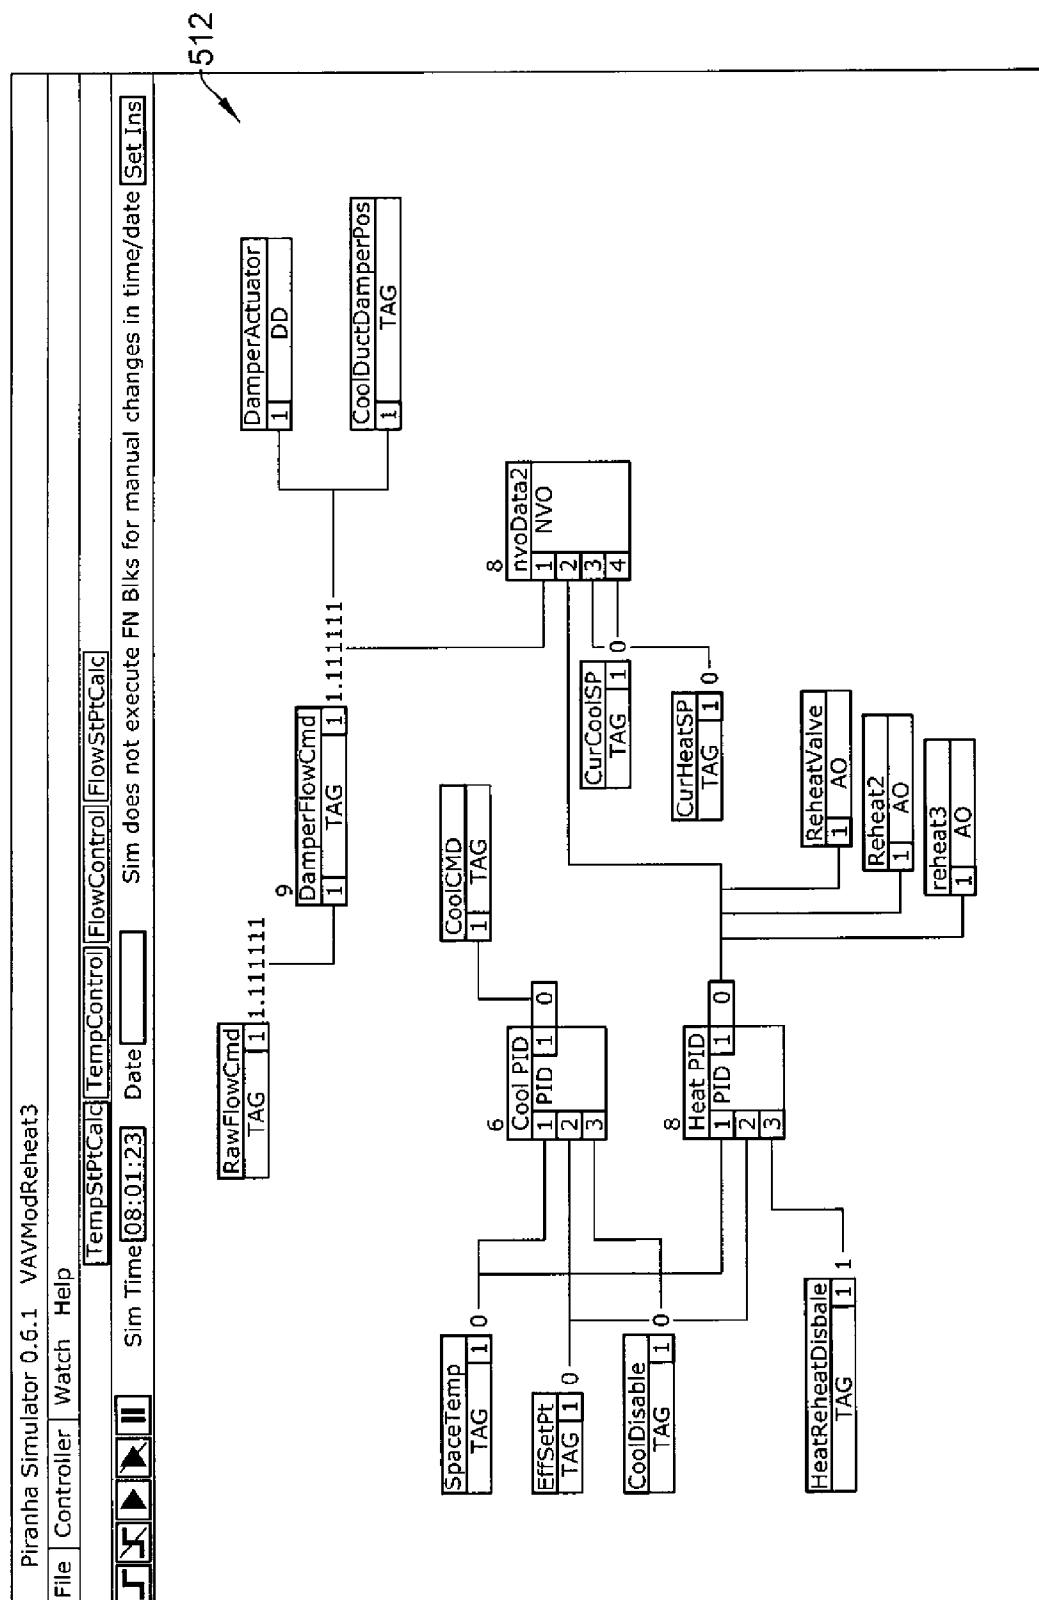 512
Piranha Simulator 0.6.1 VAVModReheat3
File Controller Watch Help
TempStPtCalc TempControl FlowControl FlowStPtCalc
Sim Time 08:01:23 Date Sim does not execute FN Blks for manual changes in time/date Set Ins
RawFlowCmd
TAG 1 1.111111
9
DamperFlowCmd
1 TAG 1 1.111111
DamperActuator
1 DD
CoolDuctDamperPos
1 TAG
SpaceTemp
TAG 1 0
EffSetPt
TAG 1 0
CoolDisable
TAG 1 0
HeatReheatDisbale
TAG 1 1
6
Cool PID
1 PID 1 0
2
3
CoolCMD
1 TAG
8
Heat PID
1 PID 1 0
2
3
8
nvoData2
1 NVO
2
3
4
CurCoolSP
TAG 1 0
CurHeatSP
TAG 1 0
ReheatValve
1 AO
Reheat2
1 AO
reheat3
1 AO